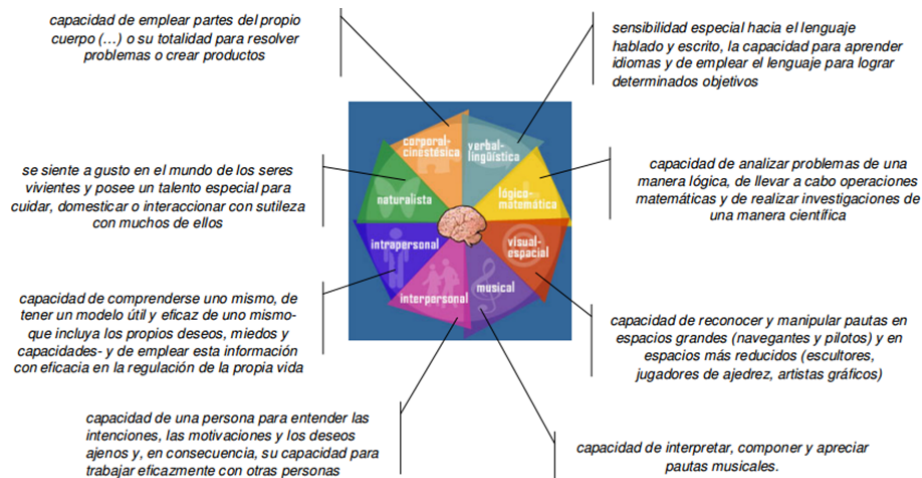 capacidad de emplear partes del propio
cuerpo (…) o su totalidad para resolver
problemas o crear productos
sensibilidad especial hacia el lenguaje
hablado y escrito, la capacidad para aprender
idiomas y de emplear el lenguaje para lograr
determinados objetivos
se siente a gusto en el mundo de los seres
vivientes y posee un talento especial para
cuidar, domesticar o interaccionar con sutileza
con muchos de ellos
capacidad de analizar problemas de una
manera lógica, de llevar a cabo operaciones
matemáticas y de realizar investigaciones de
una manera científica
corporal-
cinestésica
verbal-
lingüística
naturalista
lógico-
matemática
intrapersonal
visual-
espacial
interpersonal
musical
capacidad de comprenderse uno mismo, de
tener un modelo útil y eficaz de uno mismo-
que incluya los propios deseos, miedos y
capacidades- y de emplear esta información
con eficacia en la regulación de la propia vida
capacidad de reconocer y manipular pautas en
espacios grandes (navegantes y pilotos) y en
espacios más reducidos (escultores,
jugadores de ajedrez, artistas gráficos)
capacidad de una persona para entender las
intenciones, las motivaciones y los deseos
ajenos y, en consecuencia, su capacidad para
trabajar eficazmente con otras personas
capacidad de interpretar, componer y apreciar
pautas musicales.